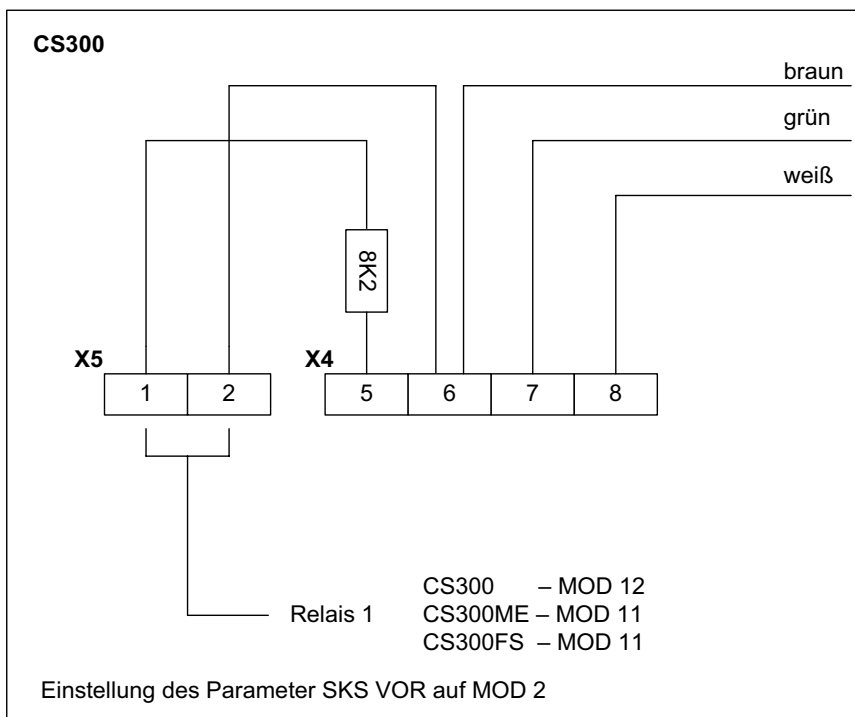 CS300
braun
grün
weiß
8K2
X5
X4
1
2
5
6
7
8
Relais 1
CS300 – MOD 12
CS300ME – MOD 11
CS300FS – MOD 11
Einstellung des Parameter SKS VOR auf MOD 2